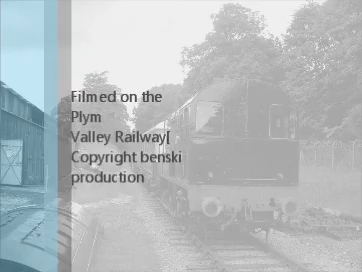 Filmed on the
Plym
Valley Railway[
Copyright benski
production